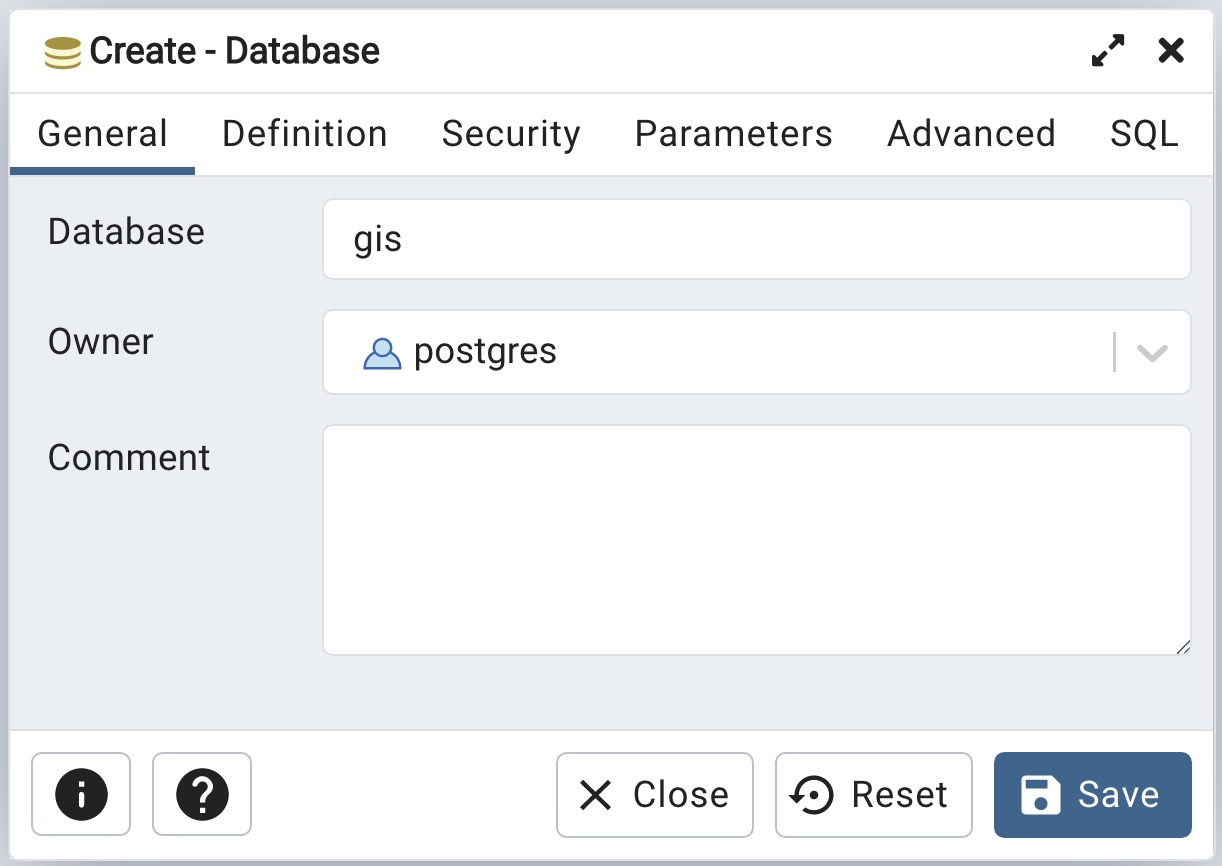 Create - Database
General Definition Security Parameters Advanced SQL
Database gis
Owner postgres
Comment
Close Reset Save